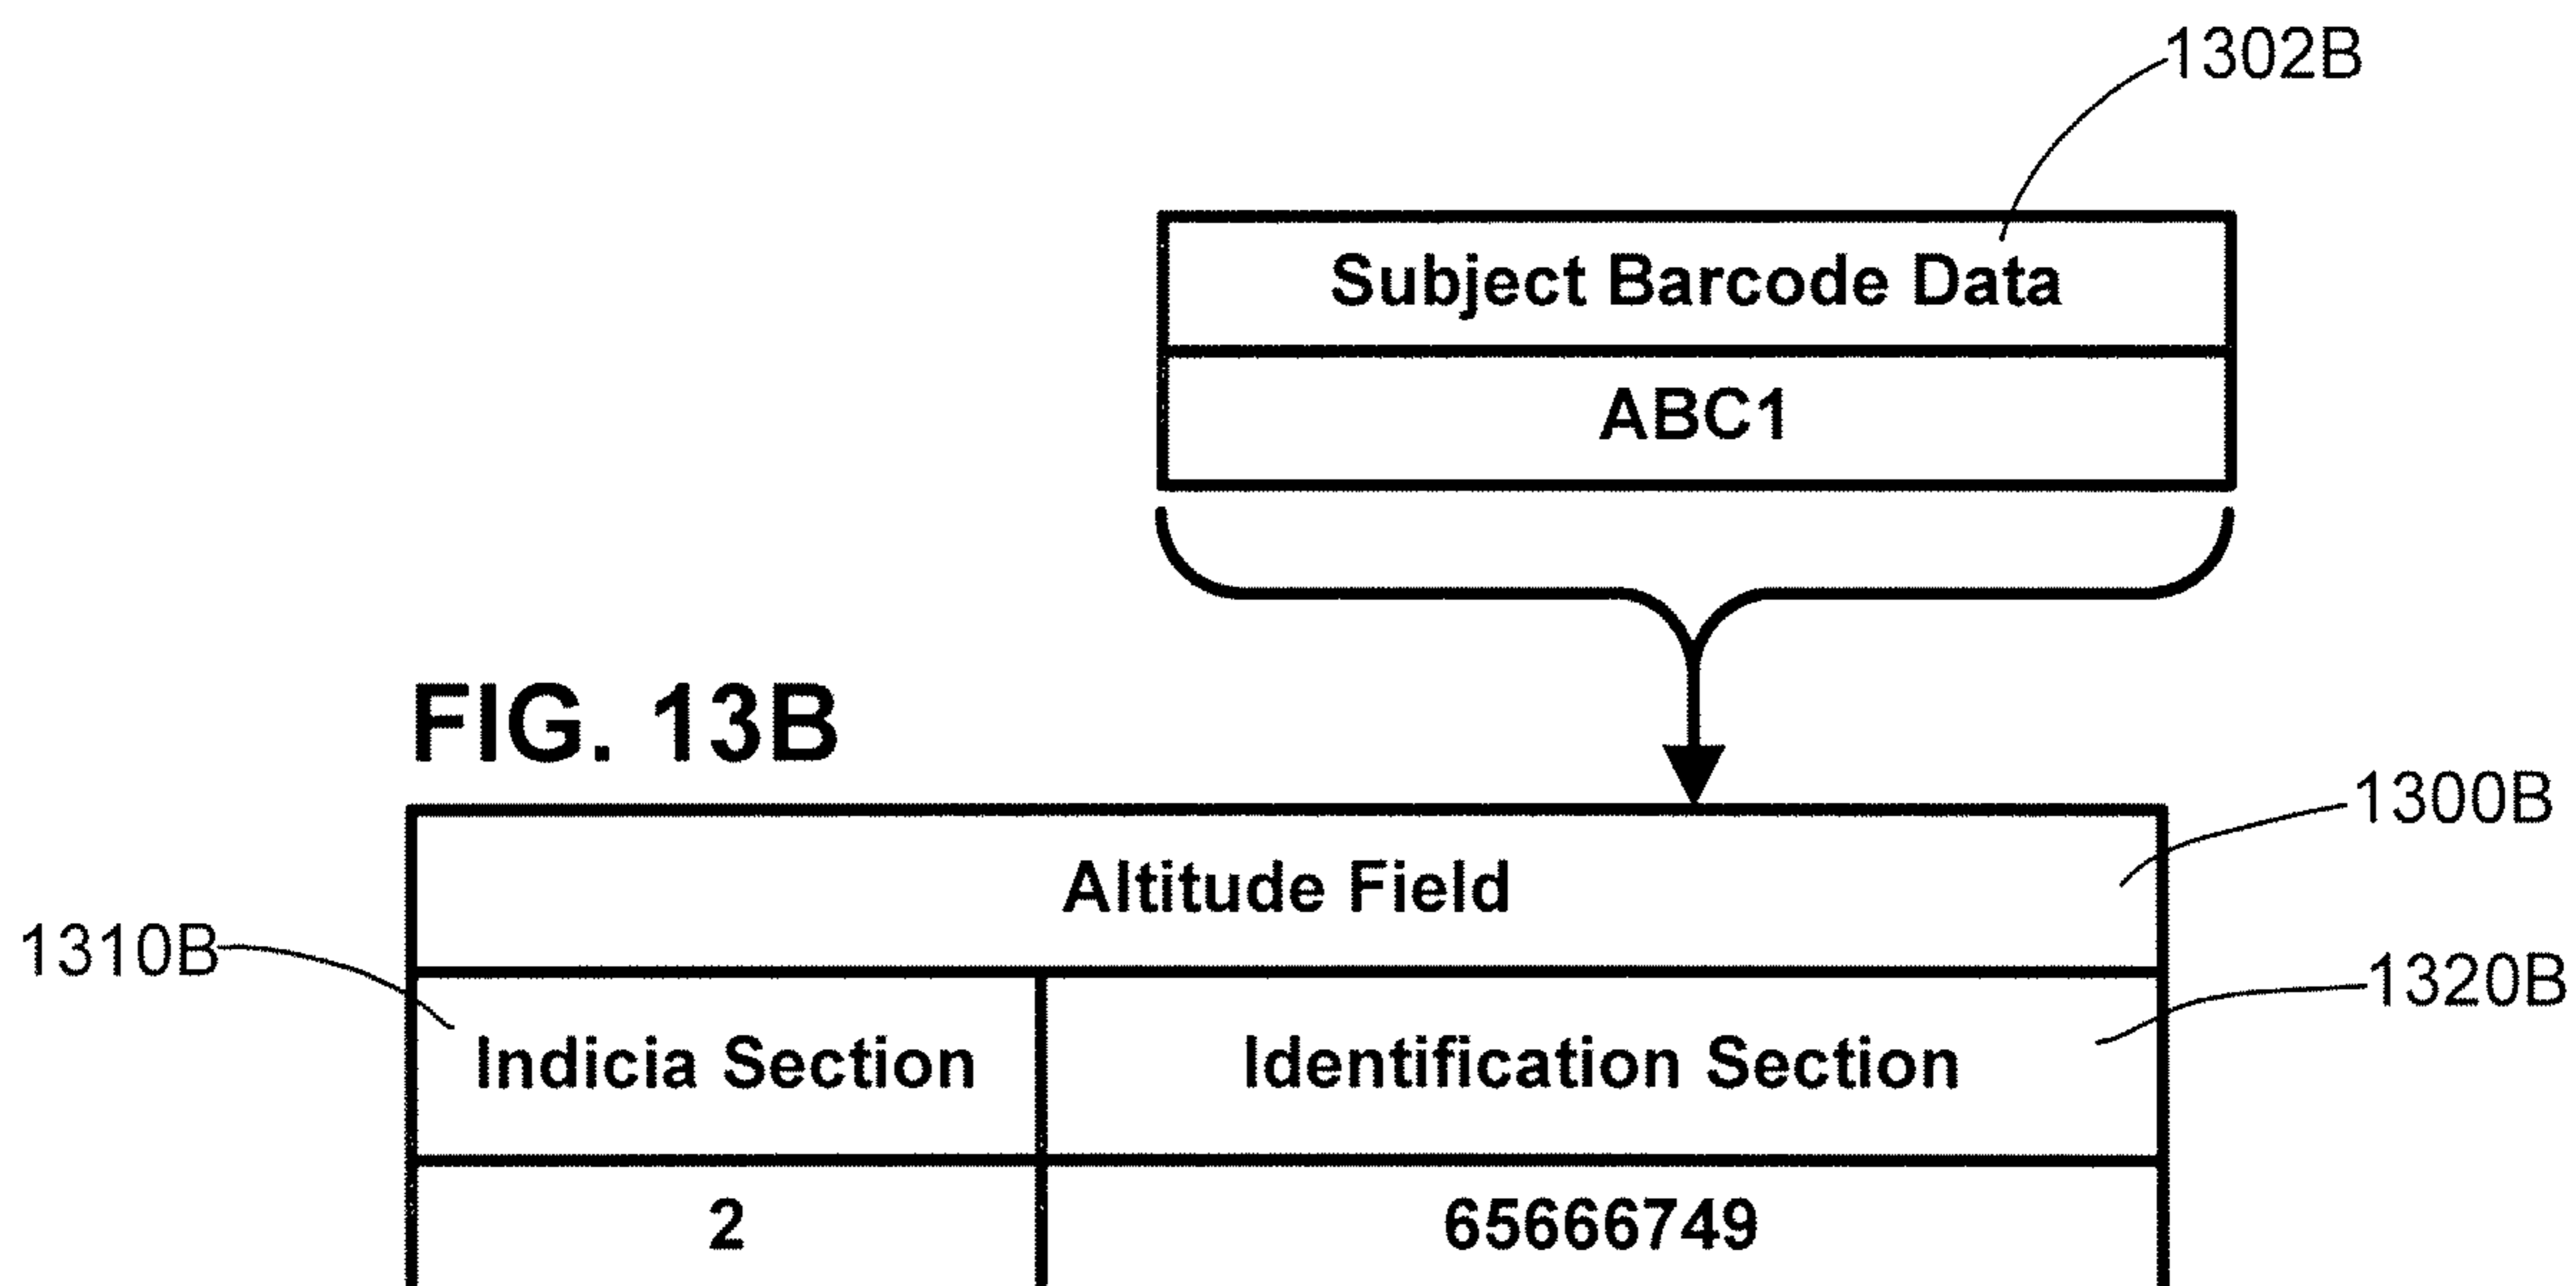 1302B
Subject Barcode Data
ABC1
FIG. 13B
1300B
Altitude Field
1310B
1320B
Indicia Section Identification Section
2 65666749